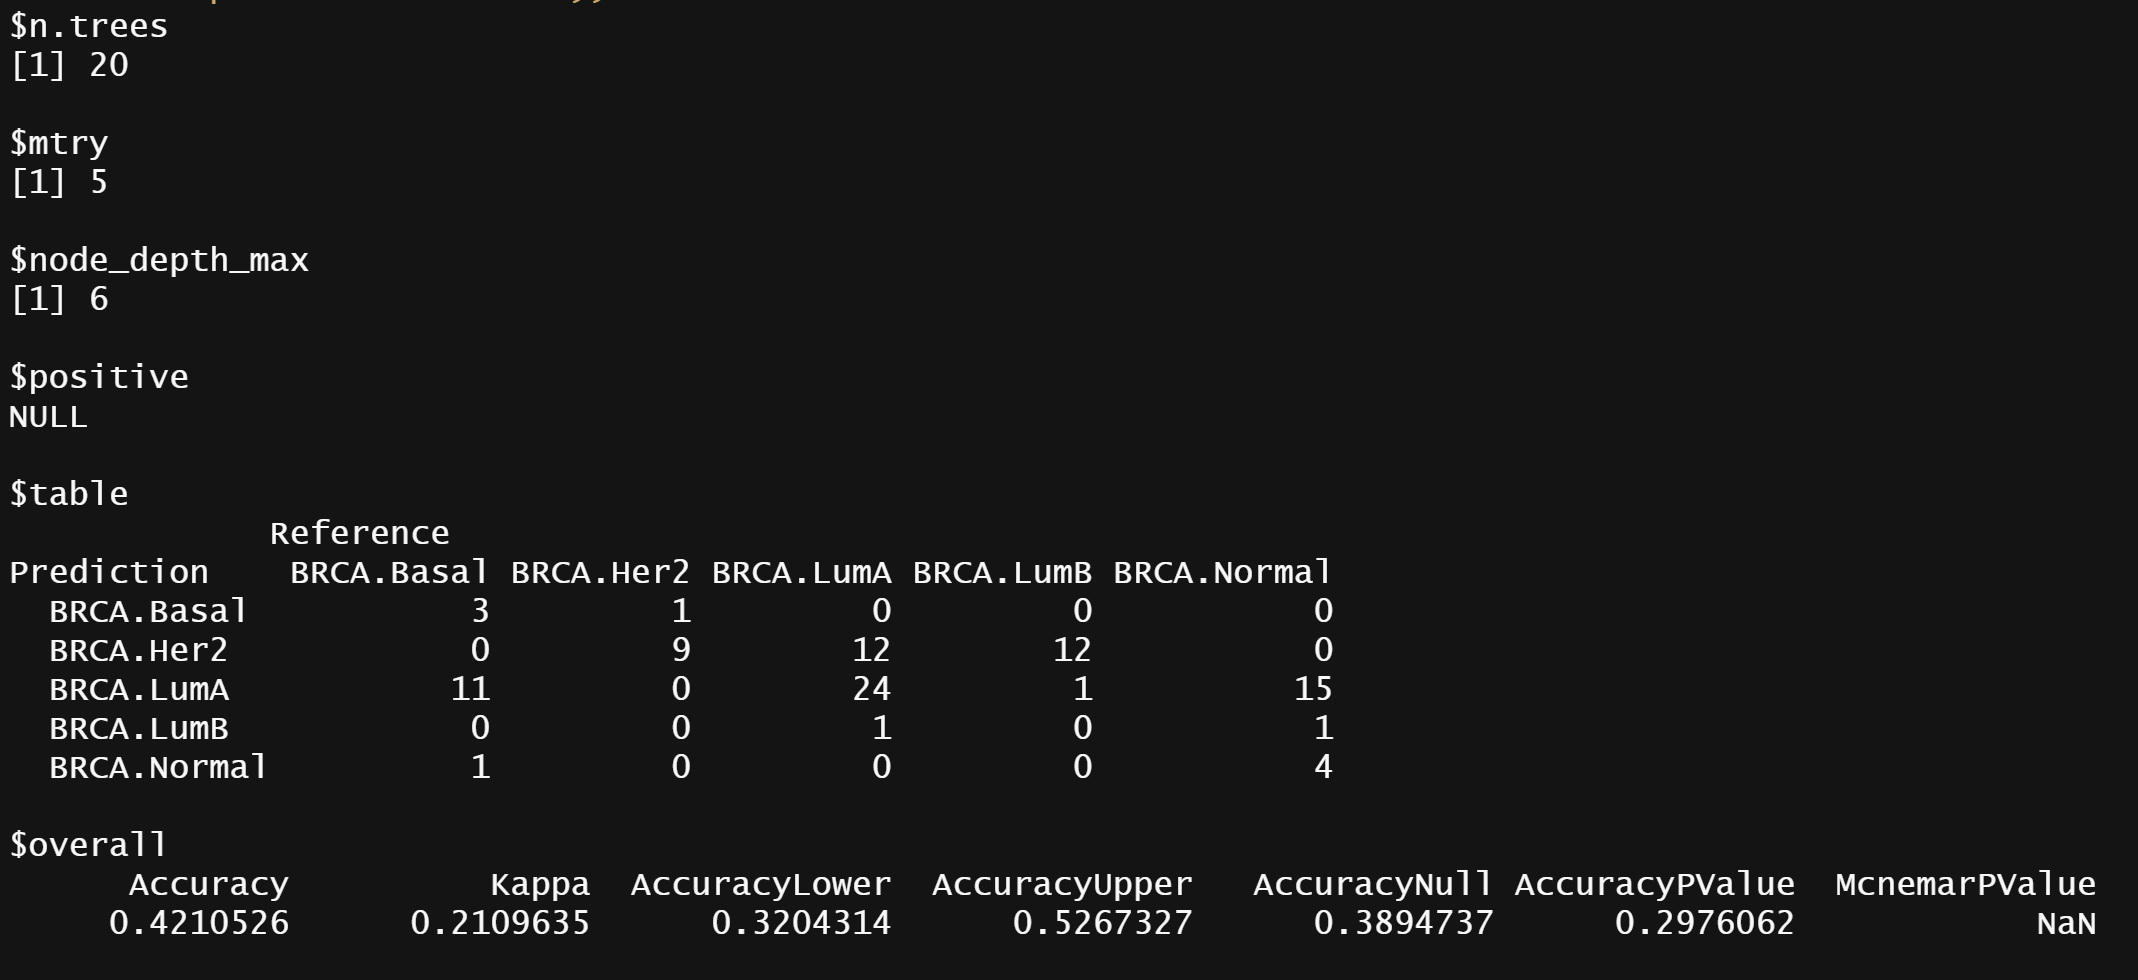 $n.trees
[1] 20
$mtry
[1] 5
$node_depth_max
[1] 6
$positive
NULL
$table
Reference
Prediction BRCA.Basal BRCA.Her2 BRCA.LumA BRCA.LumB BRCA.Normal
BRCA.Basal 3 1 0 0 0
BRCA.Her2 0 9 12 12 0
BRCA.LumA 11 0 24 1 15
BRCA.LumB 0 0 1 0 1
BRCA.Normal 1 0 0 0 4
$overall
Accuracy Kappa AccuracyLower AccuracyUpper AccuracyNull AccuracyPValue McnemarPValue
0.4210526 0.2109635 0.3204314 0.5267327 0.3894737 0.2976062 NaN